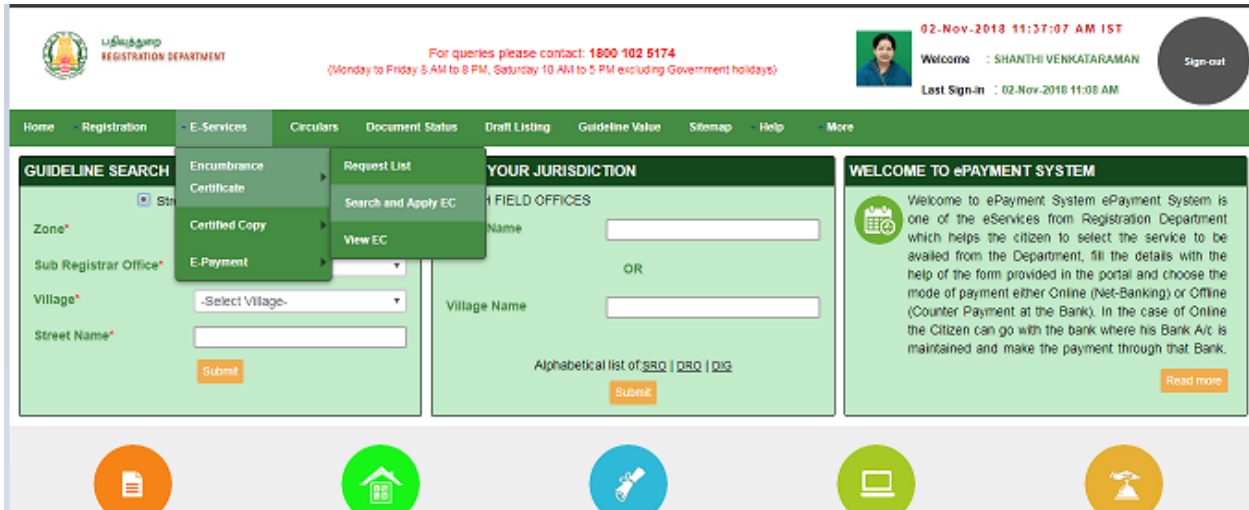 பதிவுத்துறை
REGISTRATION DEPARTMENT
For queries please contact: 1800 102 5174
(Monday to Friday 8 AM to 8 PM, Saturday 10 AM to 5 PM excluding Government holidays)
02-Nov-2018 11:37:07 AM IST
Welcome : SHANTHI VENKATARAMAN
Last Sign-in : 02-Nov-2018 11:08 AM
Sign-out
Home Registration E-Services Circulars Document Status Draft Listing Guideline Value Sitemap Help More
Encumbrance
Certificate
Certified Copy
E-Payment
Request List
Search and Apply EC
View EC
GUIDELINE SEARCH
Zone*
Sub Registrar Office*
Village*
-Select Village-
Street Name*
Submit
YOUR JURISDICTION
FIELD OFFICES
Name
OR
Village Name
Alphabetical list of:SRO | DRO | DIG
Submit
WELCOME TO ePAYMENT SYSTEM
Welcome to ePayment System ePayment System is
one of the eServices from Registration Department
which helps the citizen to select the service to be
availed from the Department, fill the details with the
help of the form provided in the portal and choose the
mode of payment either Online (Net-Banking) or Offline
(Counter Payment at the Bank). In the case of Online
the Citizen can go with the bank where his Bank A/c is
maintained and make the payment through that Bank.
Read more